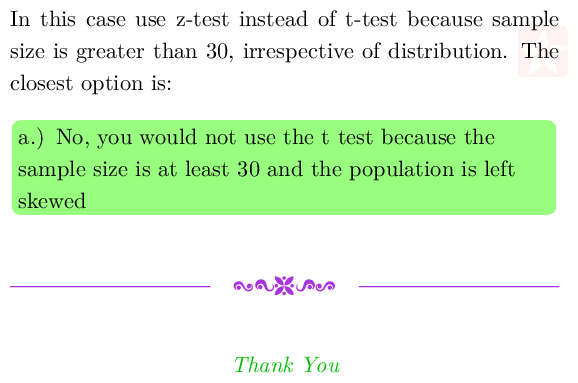 In this case use z-test instead of t-test because sample
size is greater than 30, irrespective of distribution. The
closest option is:
a.) No, you would not use the t test because the
sample size is at least 30 and the population is left
skewed
Thank You